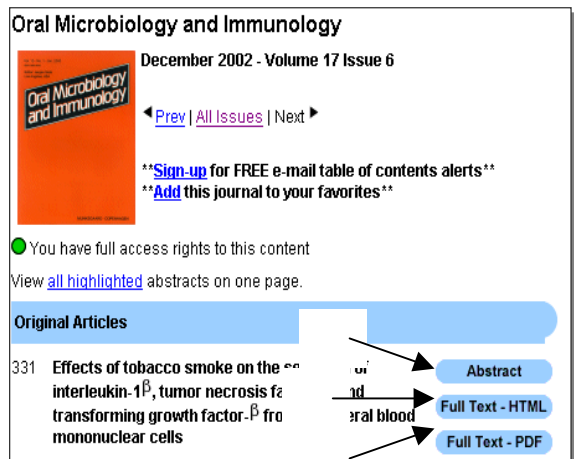 Oral Microbiology and Immunology
December 2002 - Volume 17 Issue 6
Oral Microbiology
and Immunology
Prev | All Issues | Next
**Sign-up for FREE e-mail table of contents alerts**
**Add this journal to your favorites**
You have full access rights to this content
View all highlighted abstracts on one page.
Original Articles
331 Effects of tobacco smoke on the of
interleukin-1β, tumor necrosis
transforming growth factor-β blood
mononuclear cells
Abstract
Full Text - HTML
Full Text - PDF